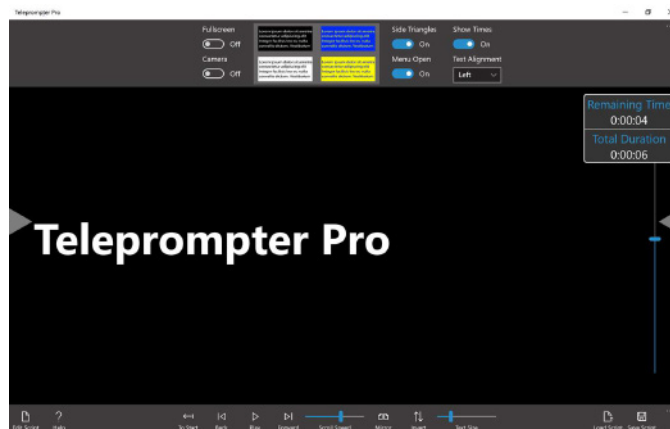 Teleprompter Pro
Fullscreen
Off
Camera
Off
Side Triangles
On
Menu Open
On
Show Times
On
Text Alignment
Left
Remaining Time
0:00:04
Total Duration
0:00:06
Teleprompter Pro
Edit Script
Help
To Start
Back
Play
Forward
Scroll Speed
Mirror
Invert
Text Size
Load Script
Save Script